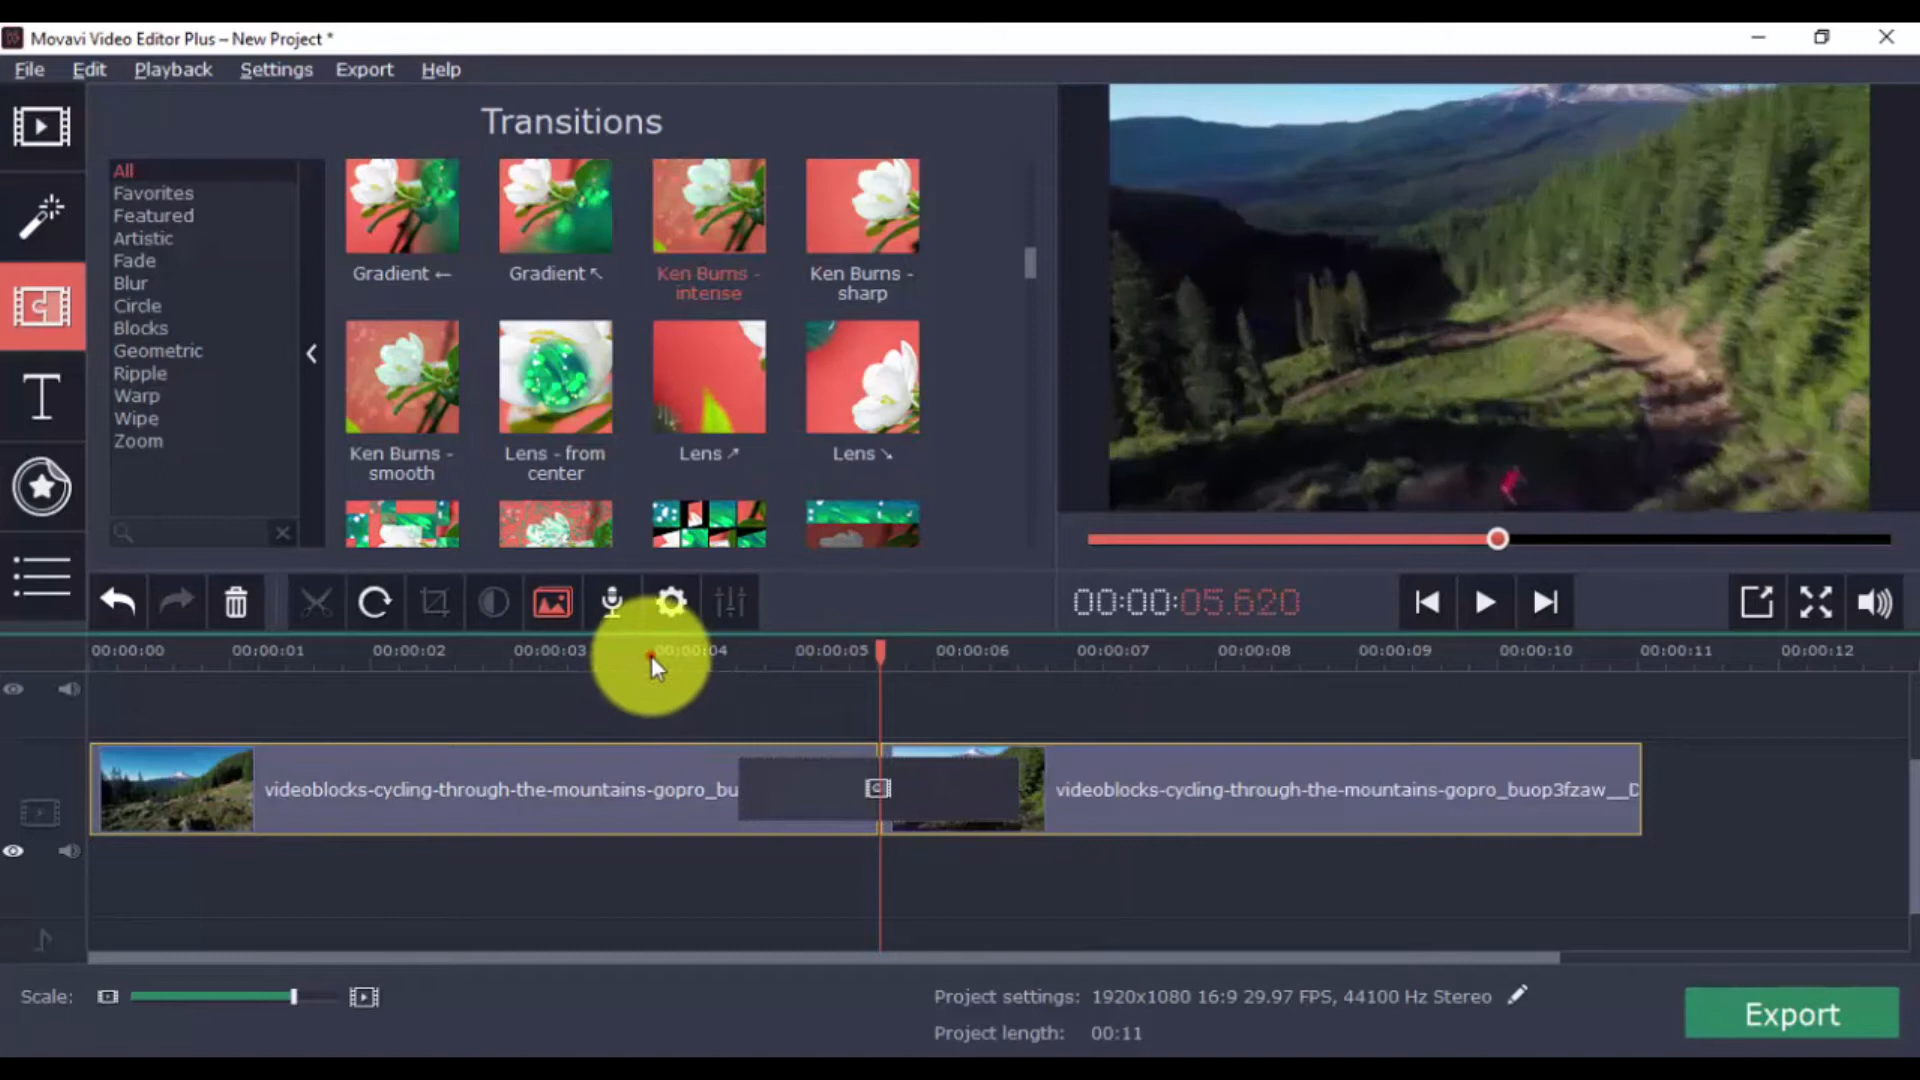 Movavi Video Editor Plus – New Project *
File Edit Playback Settings Export Help
Transitions
All
Favorites
Featured
Artistic
Fade
Blur
Circle
Blocks
Geometric
Ripple
Warp
Wipe
Zoom
Gradient ← Gradient ↖ Ken Burns - intense Ken Burns - sharp
Ken Burns - smooth Lens - from center Lens ↗ Lens ↘
00:00:05.620
00:00:00 00:00:01 00:00:02 00:00:03 00:00:04 00:00:05 00:00:06 00:00:07 00:00:08 00:00:09 00:00:10 00:00:11 00:00:12
videoblocks-cycling-through-the-mountains-gopro_bu
videoblocks-cycling-through-the-mountains-gopro_buop3fzaw__D
Scale:
Project settings: 1920x1080 16:9 29.97 FPS, 44100 Hz Stereo
Project length: 00:11
Export